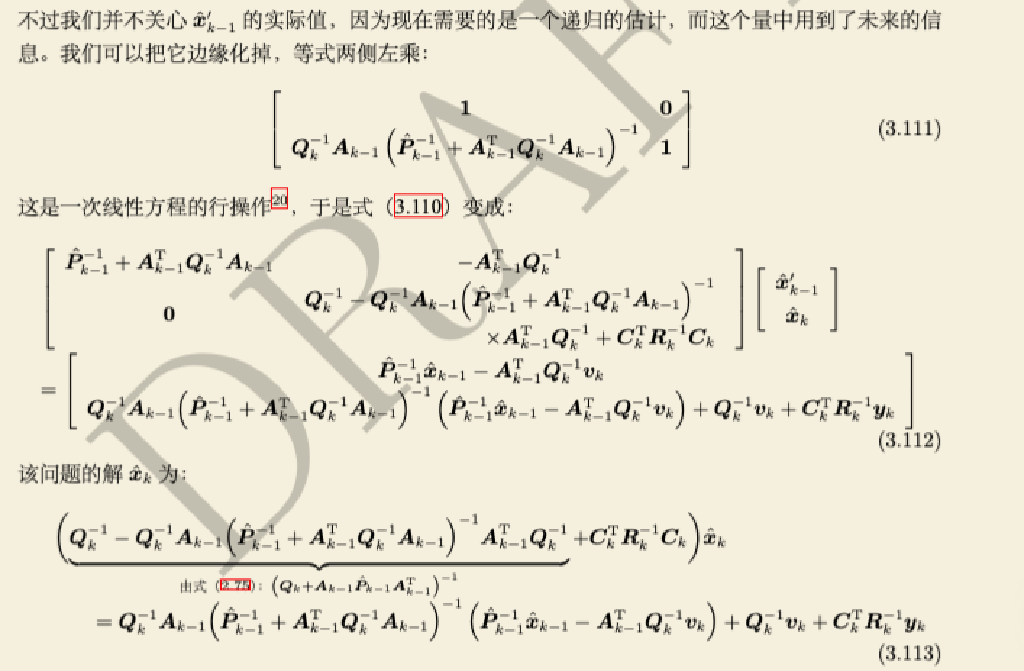 不过我们并不关心 $\hat{\boldsymbol{x}}'_{k-1}$ 的实际值，因为现在需要的是一个递归的估计，而这个量中用到了未来的信
息。我们可以把它边缘化掉，等式两侧左乘：
$\begin{bmatrix} \boldsymbol{1} & \boldsymbol{0} \\ \boldsymbol{Q}_k^{-1}\boldsymbol{A}_{k-1}\left(\hat{\boldsymbol{P}}_{k-1}^{-1}+\boldsymbol{A}_{k-1}^{\mathrm{T}}\boldsymbol{Q}_k^{-1}\boldsymbol{A}_{k-1}\right)^{-1} & \boldsymbol{1} \end{bmatrix}$ (3.111)
这是一次线性方程的行操作20，于是式（3.110）变成：
$\begin{bmatrix} \hat{\boldsymbol{P}}_{k-1}^{-1}+\boldsymbol{A}_{k-1}^{\mathrm{T}}\boldsymbol{Q}_k^{-1}\boldsymbol{A}_{k-1} & -\boldsymbol{A}_{k-1}^{\mathrm{T}}\boldsymbol{Q}_k^{-1} \\ \boldsymbol{0} & \begin{array}{r}\boldsymbol{Q}_k^{-1}-\boldsymbol{Q}_k^{-1}\boldsymbol{A}_{k-1}\left(\hat{\boldsymbol{P}}_{k-1}^{-1}+\boldsymbol{A}_{k-1}^{\mathrm{T}}\boldsymbol{Q}_k^{-1}\boldsymbol{A}_{k-1}\right)^{-1} \\ \times\boldsymbol{A}_{k-1}^{\mathrm{T}}\boldsymbol{Q}_k^{-1}+\boldsymbol{C}_k^{\mathrm{T}}\boldsymbol{R}_k^{-1}\boldsymbol{C}_k\end{array} \end{bmatrix}\begin{bmatrix} \hat{\boldsymbol{x}}'_{k-1} \\ \hat{\boldsymbol{x}}_k \end{bmatrix}$
$=\begin{bmatrix} \hat{\boldsymbol{P}}_{k-1}^{-1}\hat{\boldsymbol{x}}_{k-1}-\boldsymbol{A}_{k-1}^{\mathrm{T}}\boldsymbol{Q}_k^{-1}\boldsymbol{v}_k \\ \boldsymbol{Q}_k^{-1}\boldsymbol{A}_{k-1}\left(\hat{\boldsymbol{P}}_{k-1}^{-1}+\boldsymbol{A}_{k-1}^{\mathrm{T}}\boldsymbol{Q}_k^{-1}\boldsymbol{A}_{k-1}\right)^{-1}\left(\hat{\boldsymbol{P}}_{k-1}^{-1}\hat{\boldsymbol{x}}_{k-1}-\boldsymbol{A}_{k-1}^{\mathrm{T}}\boldsymbol{Q}_k^{-1}\boldsymbol{v}_k\right)+\boldsymbol{Q}_k^{-1}\boldsymbol{v}_k+\boldsymbol{C}_k^{\mathrm{T}}\boldsymbol{R}_k^{-1}\boldsymbol{y}_k \end{bmatrix}$
(3.112)
该问题的解 $\hat{\boldsymbol{x}}_k$ 为：
$\left(\boldsymbol{Q}_k^{-1}-\boldsymbol{Q}_k^{-1}\boldsymbol{A}_{k-1}\left(\hat{\boldsymbol{P}}_{k-1}^{-1}+\boldsymbol{A}_{k-1}^{\mathrm{T}}\boldsymbol{Q}_k^{-1}\boldsymbol{A}_{k-1}\right)^{-1}\boldsymbol{A}_{k-1}^{\mathrm{T}}\boldsymbol{Q}_k^{-1}+\boldsymbol{C}_k^{\mathrm{T}}\boldsymbol{R}_k^{-1}\boldsymbol{C}_k\right)\hat{\boldsymbol{x}}_k$
由式（2.75）：$\left(\boldsymbol{Q}_k+\boldsymbol{A}_{k-1}\hat{\boldsymbol{P}}_{k-1}\boldsymbol{A}_{k-1}^{\mathrm{T}}\right)^{-1}$
$=\boldsymbol{Q}_k^{-1}\boldsymbol{A}_{k-1}\left(\hat{\boldsymbol{P}}_{k-1}^{-1}+\boldsymbol{A}_{k-1}^{\mathrm{T}}\boldsymbol{Q}_k^{-1}\boldsymbol{A}_{k-1}\right)^{-1}\left(\hat{\boldsymbol{P}}_{k-1}^{-1}\hat{\boldsymbol{x}}_{k-1}-\boldsymbol{A}_{k-1}^{\mathrm{T}}\boldsymbol{Q}_k^{-1}\boldsymbol{v}_k\right)+\boldsymbol{Q}_k^{-1}\boldsymbol{v}_k+\boldsymbol{C}_k^{\mathrm{T}}\boldsymbol{R}_k^{-1}\boldsymbol{y}_k$
(3.113)
DRAF